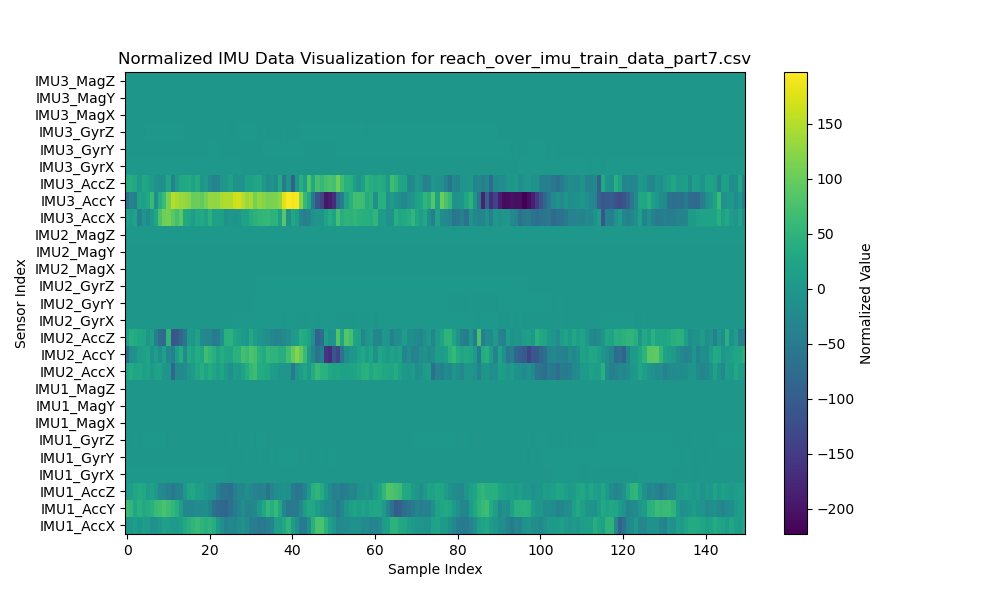 Normalized IMU Data Visualization for reach_over_imu_train_data_part7.csv
IMU3_MagZ
IMU3_MagY
IMU3_MagX
IMU3_GyrZ
IMU3_GyrY
IMU3_GyrX
IMU3_AccZ
IMU3_AccY
IMU3_AccX
IMU2_MagZ
IMU2_MagY
IMU2_MagX
IMU2_GyrZ
IMU2_GyrY
IMU2_GyrX
IMU2_AccZ
IMU2_AccY
IMU2_AccX
IMU1_MagZ
IMU1_MagY
IMU1_MagX
IMU1_GyrZ
IMU1_GyrY
IMU1_GyrX
IMU1_AccZ
IMU1_AccY
IMU1_AccX
Sensor Index
0 20 40 60 80 100 120 140
Sample Index
150
100
50
0
−50
−100
−150
−200
Normalized Value